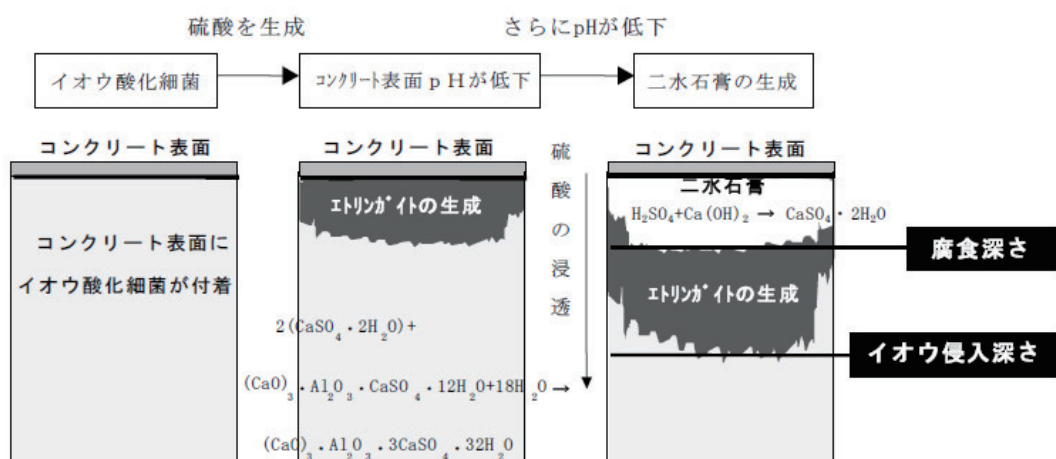 硫酸を生成
さらにpHが低下
イオウ酸化細菌
コンクリート表面pHが低下
二水石膏の生成
コンクリート表面
コンクリート表面
コンクリート表面
硫酸の浸透
エトリンガイトの生成
二水石膏
H₂SO₄+Ca(OH)₂ → CaSO₄・2H₂O
コンクリート表面に
イオウ酸化細菌が付着
腐食深さ
エトリンガイトの生成
2(CaSO₄・2H₂O)+
イオウ侵入深さ
(CaO)₃・Al₂O₃・CaSO₄・12H₂O+18H₂O →
(CaO)₃・Al₂O₃・3CaSO₄・32H₂O